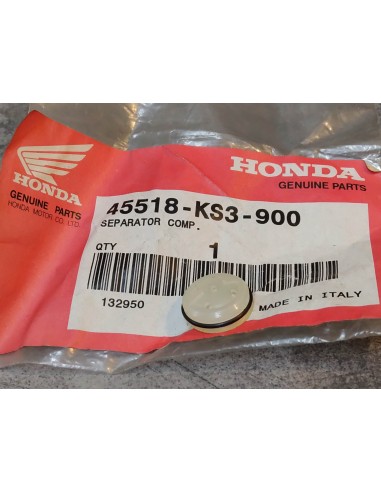 HONDA
GENUINE PARTS
HONDA MOTOR CO., LTD.
HONDA
GENUINE PARTS
45518-KS3-900
SEPARATOR COMP.
QTY 1
132950
MADE IN ITALY